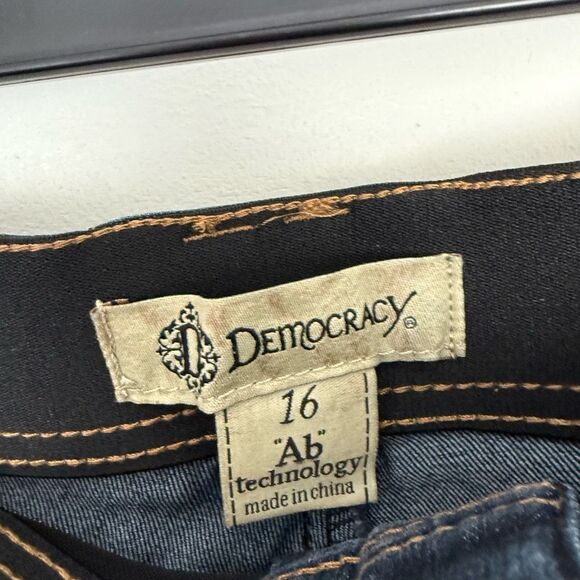 D DEMOCRACY®
16
"Ab"
technology
made in china